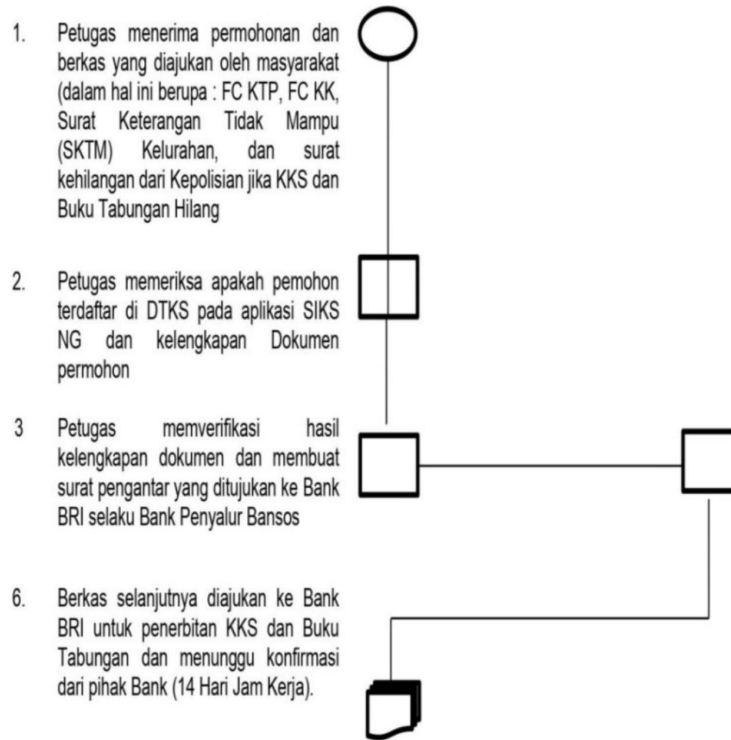 1. Petugas menerima permohonan dan
berkas yang diajukan oleh masyarakat
(dalam hal ini berupa : FC KTP, FC KK,
Surat Keterangan Tidak Mampu
(SKTM) Kelurahan, dan surat
kehilangan dari Kepolisian jika KKS dan
Buku Tabungan Hilang
2. Petugas memeriksa apakah pemohon
terdaftar di DTKS pada aplikasi SIKS
NG dan kelengkapan Dokumen
permohon
3 Petugas memverifikasi hasil
kelengkapan dokumen dan membuat
surat pengantar yang ditujukan ke Bank
BRI selaku Bank Penyalur Bansos
6. Berkas selanjutnya diajukan ke Bank
BRI untuk penerbitan KKS dan Buku
Tabungan dan menunggu konfirmasi
dari pihak Bank (14 Hari Jam Kerja).